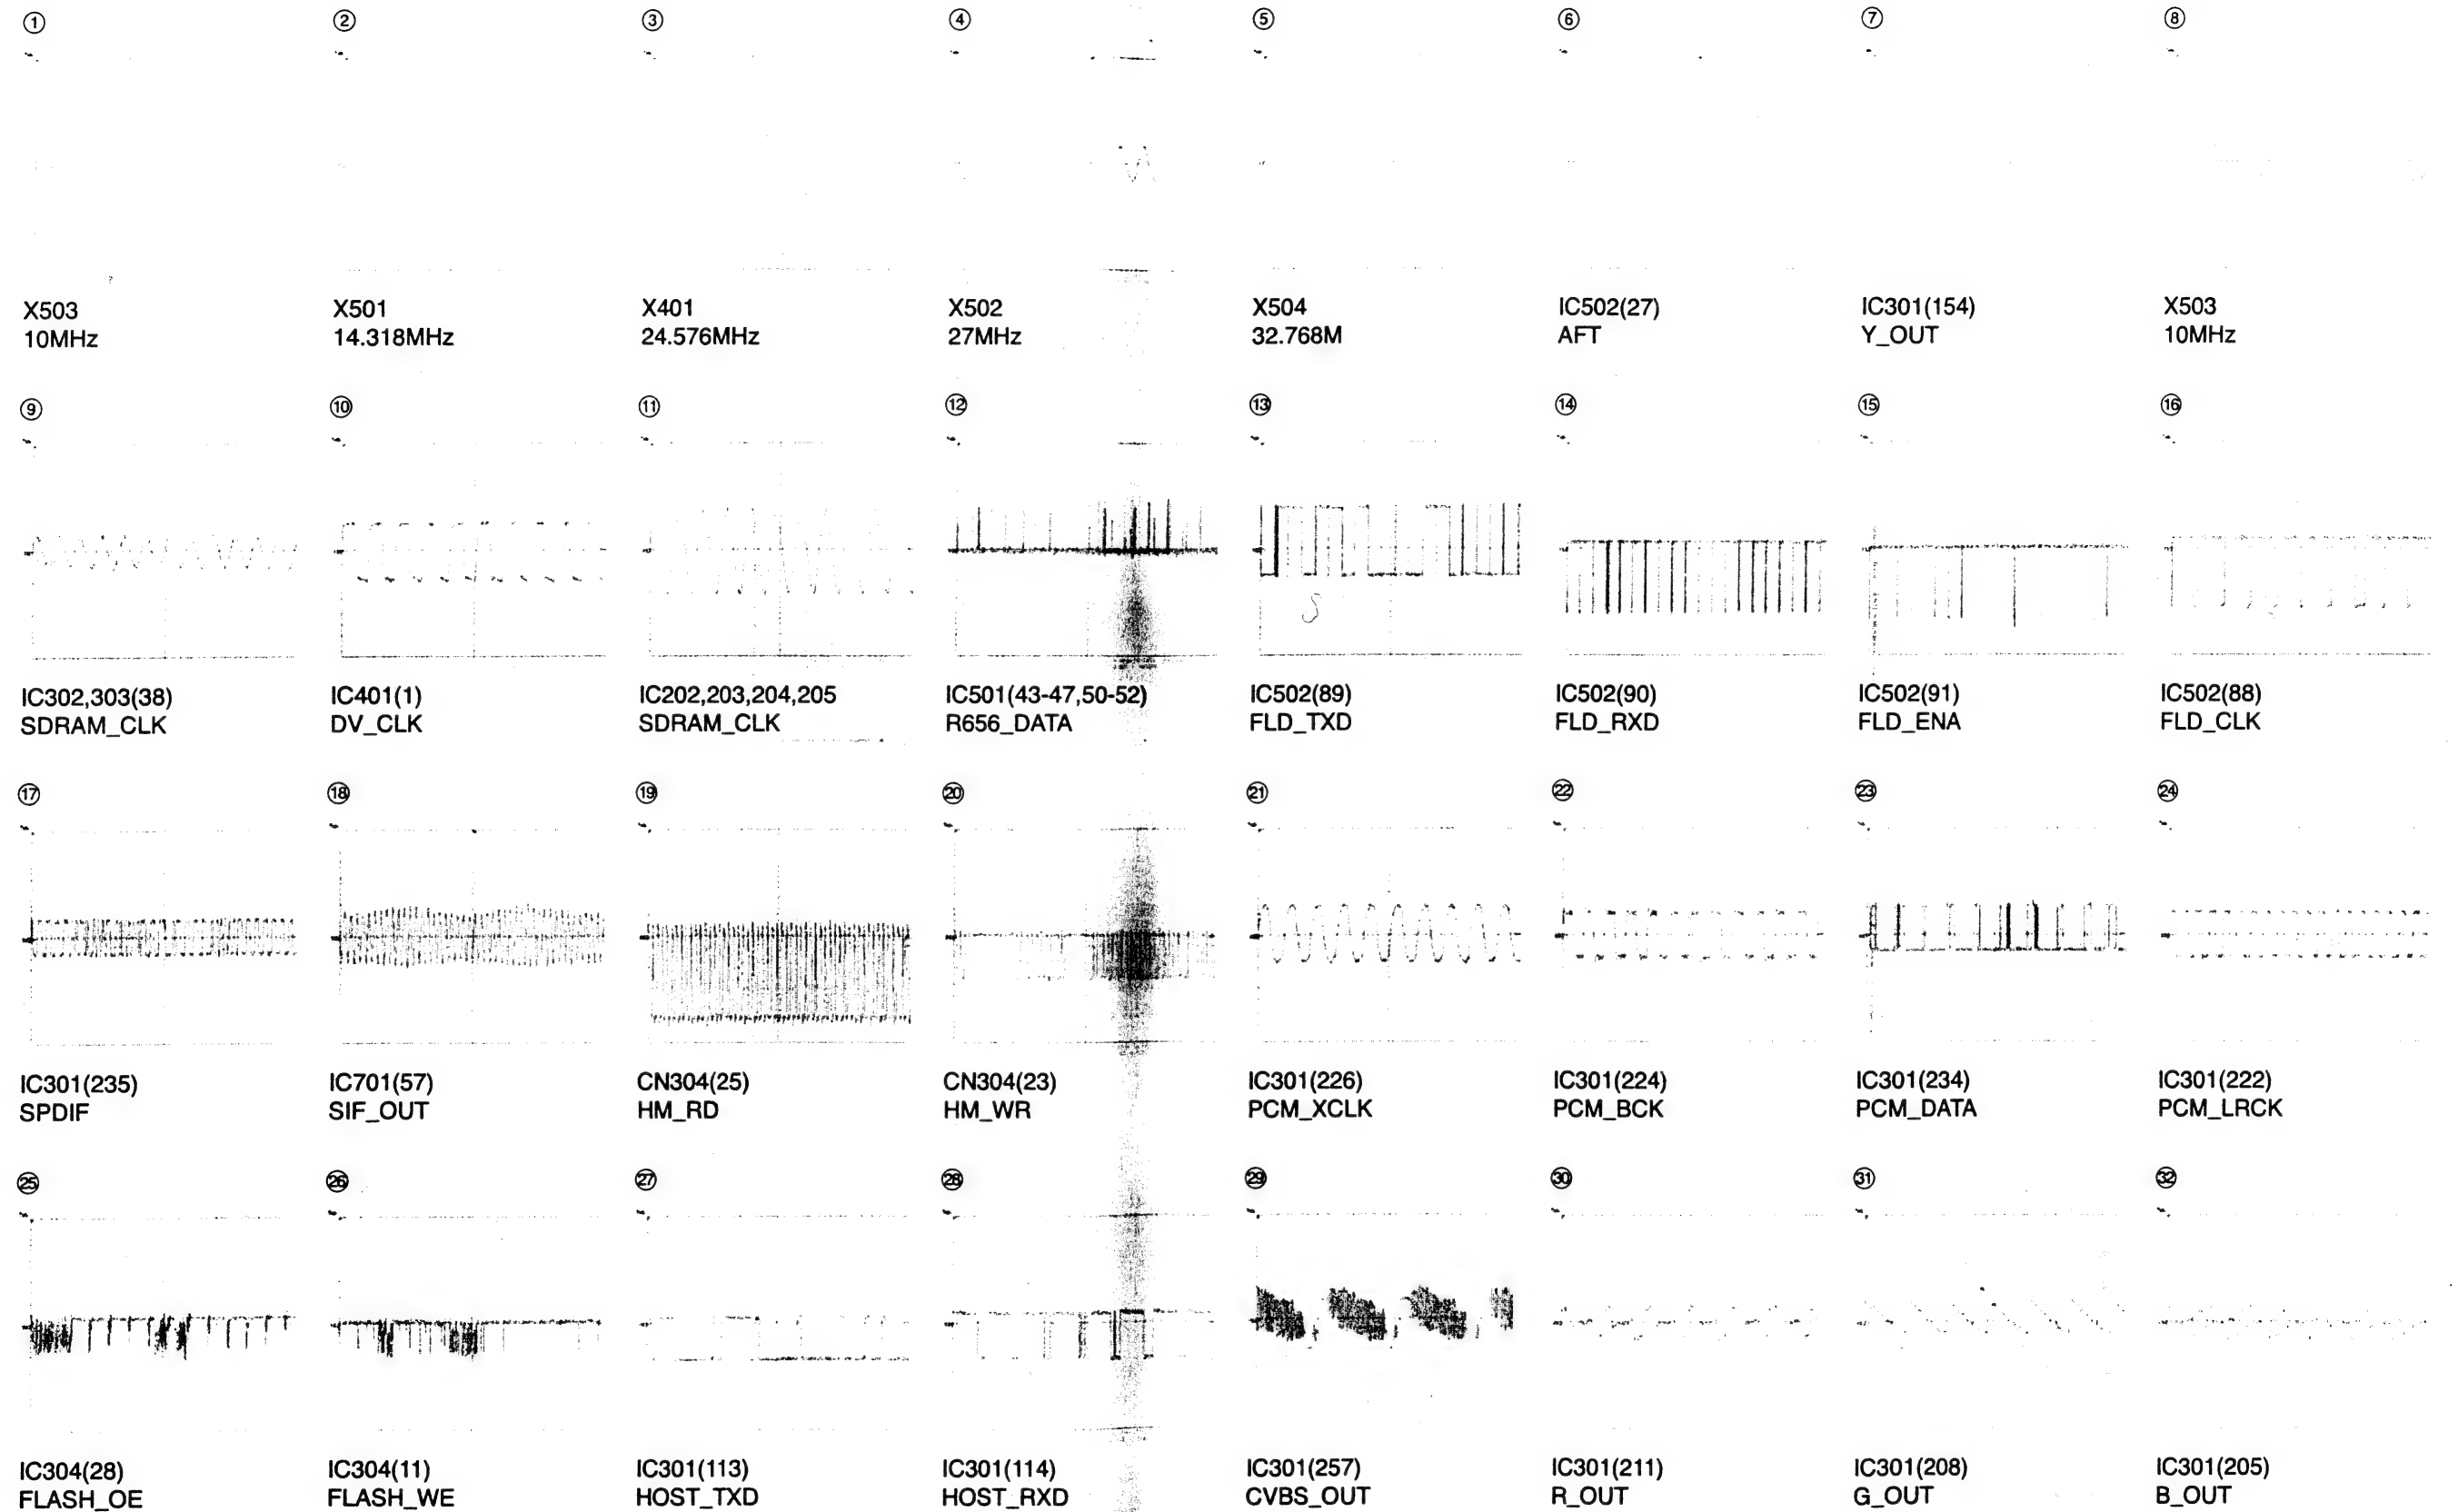 ① ② ③ ④ ⑤ ⑥ ⑦ ⑧
X503 X501 X401 X502 X504 IC502(27) IC301(154) X503
10MHz 14.318MHz 24.576MHz 27MHz 32.768M AFT Y_OUT 10MHz
⑨ ⑩ ⑪ ⑫ ⑬ ⑭ ⑮ ⑯
IC302,303(38) IC401(1) IC202,203,204,205 IC501(43-47,50-52) IC502(89) IC502(90) IC502(91) IC502(88)
SDRAM_CLK DV_CLK SDRAM_CLK R656_DATA FLD_TXD FLD_RXD FLD_ENA FLD_CLK
⑰ ⑱ ⑲ ⑳ ㉑ ㉒ ㉓ ㉔
IC301(235) IC701(57) CN304(25) CN304(23) IC301(226) IC301(224) IC301(234) IC301(222)
SPDIF SIF_OUT HM_RD HM_WR PCM_XCLK PCM_BCK PCM_DATA PCM_LRCK
㉕ ㉖ ㉗ ㉘ ㉙ ㉚ ㉛ ㉜
IC304(28) IC304(11) IC301(113) IC301(114) IC301(257) IC301(211) IC301(208) IC301(205)
FLASH_OE FLASH_WE HOST_TXD HOST_RXD CVBS_OUT R_OUT G_OUT B_OUT